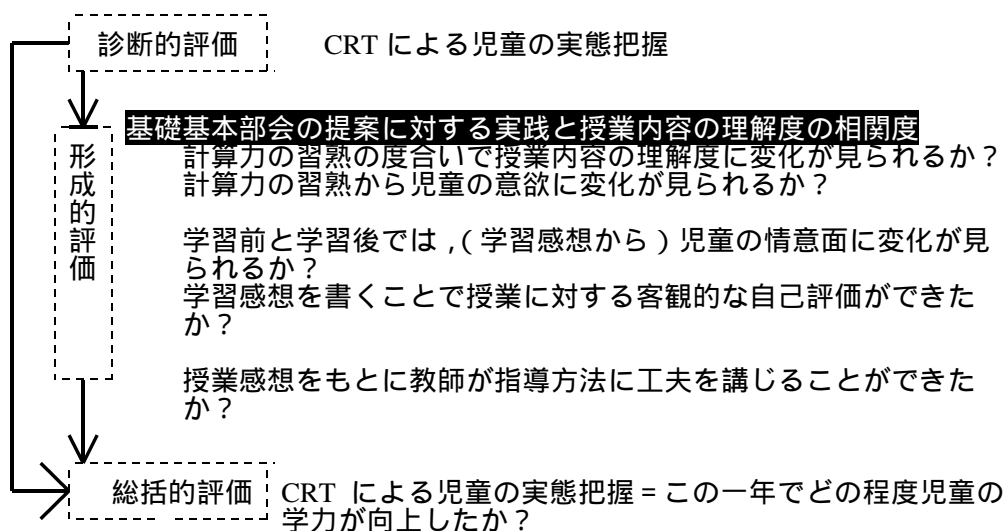 診断的評価 CRT による児童の実態把握
基礎基本部会の提案に対する実践と授業内容の理解度の相関度
形成的評価
計算力の習熟の度合いで授業内容の理解度に変化が見られるか？
計算力の習熟から児童の意欲に変化が見られるか？
学習前と学習後では，（学習感想から）児童の情意面に変化が見
られるか？
学習感想を書くことで授業に対する客観的な自己評価ができた
か？
授業感想をもとに教師が指導方法に工夫を講じることができた
か？
総括的評価 CRT による児童の実態把握＝この一年でどの程度児童の
学力が向上したか？